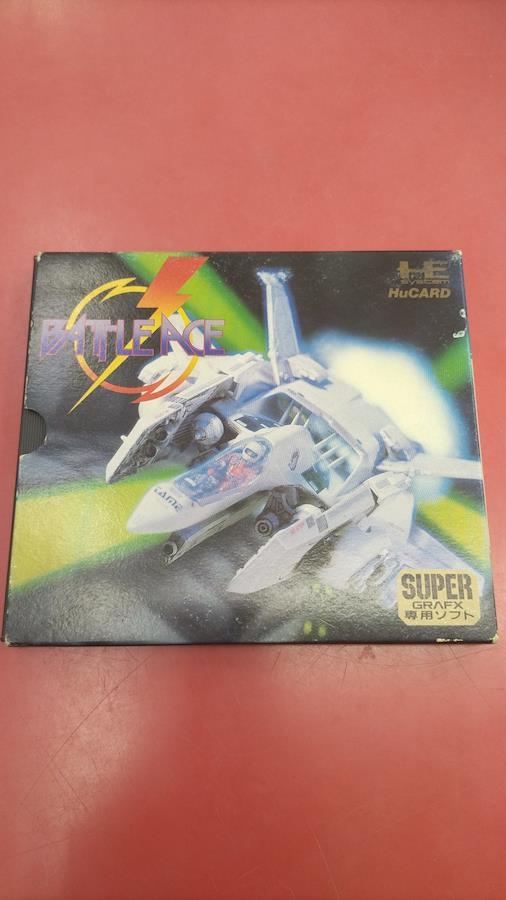 BATTLE ACE
HE
system
HuCARD
SUPER
GRAFX
専用ソフト